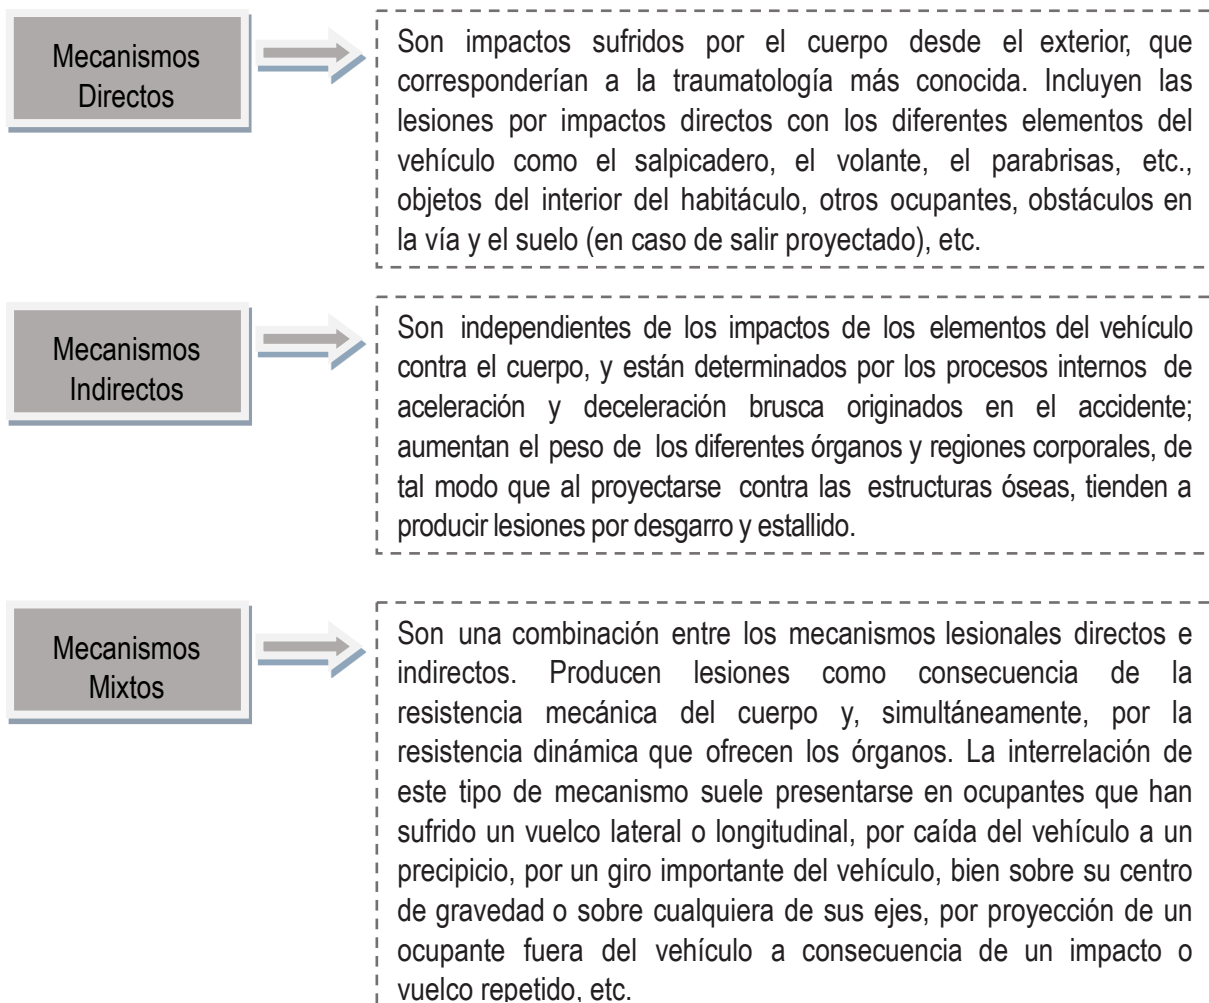 Mecanismos
Directos
Son impactos sufridos por el cuerpo desde el exterior, que
corresponderían a la traumatología más conocida. Incluyen las
lesiones por impactos directos con los diferentes elementos del
vehículo como el salpicadero, el volante, el parabrisas, etc.,
objetos del interior del habitáculo, otros ocupantes, obstáculos en
la vía y el suelo (en caso de salir proyectado), etc.
Mecanismos
Indirectos
Son independientes de los impactos de los elementos del vehículo
contra el cuerpo, y están determinados por los procesos internos de
aceleración y deceleración brusca originados en el accidente;
aumentan el peso de los diferentes órganos y regiones corporales, de
tal modo que al proyectarse contra las estructuras óseas, tienden a
producir lesiones por desgarro y estallido.
Mecanismos
Mixtos
Son una combinación entre los mecanismos lesionales directos e
indirectos. Producen lesiones como consecuencia de la
resistencia mecánica del cuerpo y, simultáneamente, por la
resistencia dinámica que ofrecen los órganos. La interrelación de
este tipo de mecanismo suele presentarse en ocupantes que han
sufrido un vuelco lateral o longitudinal, por caída del vehículo a un
precipicio, por un giro importante del vehículo, bien sobre su centro
de gravedad o sobre cualquiera de sus ejes, por proyección de un
ocupante fuera del vehículo a consecuencia de un impacto o
vuelco repetido, etc.